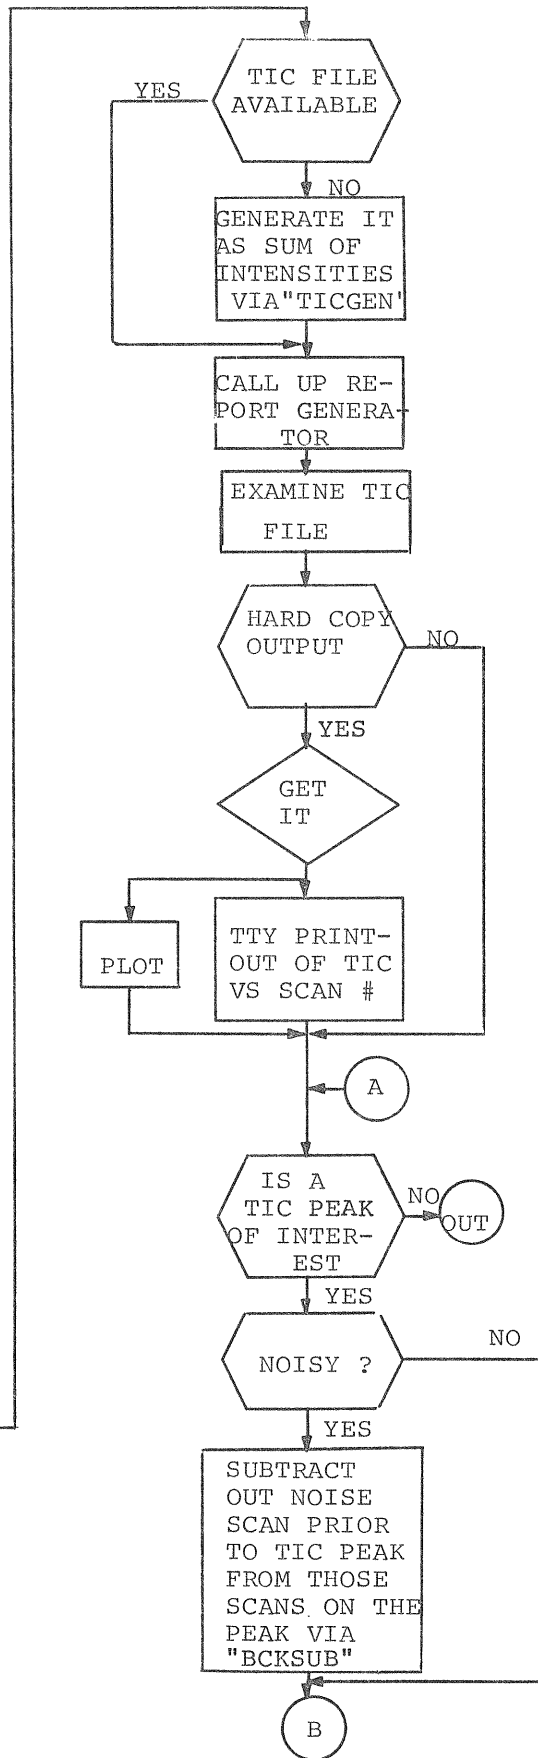 TIC FILE
AVAILABLE
YES
NO
GENERATE IT
AS SUM OF
INTENSITIES
VIA"TICGEN'
CALL UP RE-
PORT GENERA-
TOR
EXAMINE TIC
FILE
HARD COPY
OUTPUT
NO
YES
GET
IT
PLOT
TTY PRINT-
OUT OF TIC
VS SCAN #
A
IS A
TIC PEAK
OF INTER-
EST
NO
OUT
YES
NOISY ?
NO
YES
SUBTRACT
OUT NOISE
SCAN PRIOR
TO TIC PEAK
FROM THOSE
SCANS ON THE
PEAK VIA
"BCKSUB"
B